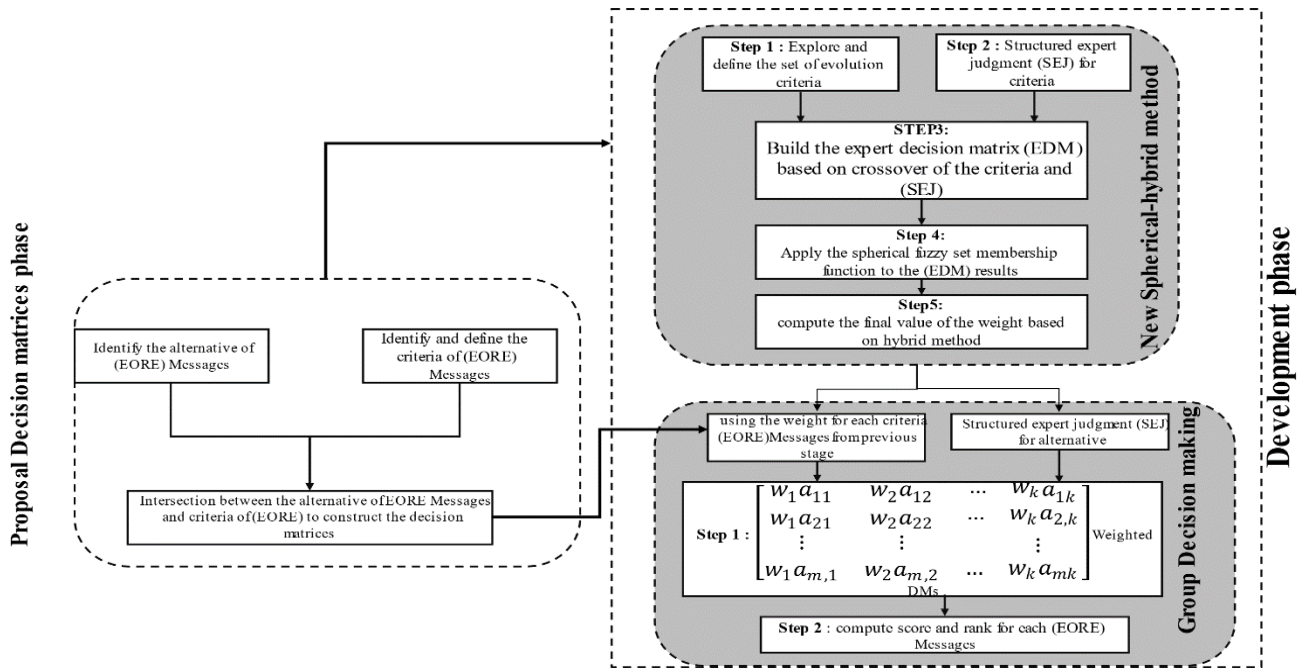 Proposal Decision matrices phase
Identify the alternative of
(EORE) Messages
Identify and define the
criteria of (EORE)
Messages
Intersection between the alternative of EORE Messages
and criteria of (EORE) to construct the decision
matrices
Development phase
New Spherical-hybrid method
Step 1 : Explore and
define the set of evolution
criteria
Step 2 : Structured expert
judgment (SEJ) for
criteria
STEP3:
Build the expert decision matrix (EDM)
based on crossover of the criteria and
(SEJ)
Step 4:
Apply the spherical fuzzy set membership
function to the (EDM) results
Step5:
compute the final value of the weight based
on hybrid method
Group Decision making
using the weight for each criteria
(EORE)Messages from previous
stage
Structured expert judgment (SEJ)
for alternative
w₁a₁₁ w₂a₁₂ ... wₖa₁ₖ
w₁a₂₁ w₂a₂₂ ... wₖa₂,ₖ
Step 1 : ⋮ ⋮ ⋮ Weighted
w₁aₘ,₁ w₂aₘ,₂ ... wₖaₘₖ
DMs
Step 2 : compute score and rank for each (EORE)
Messages